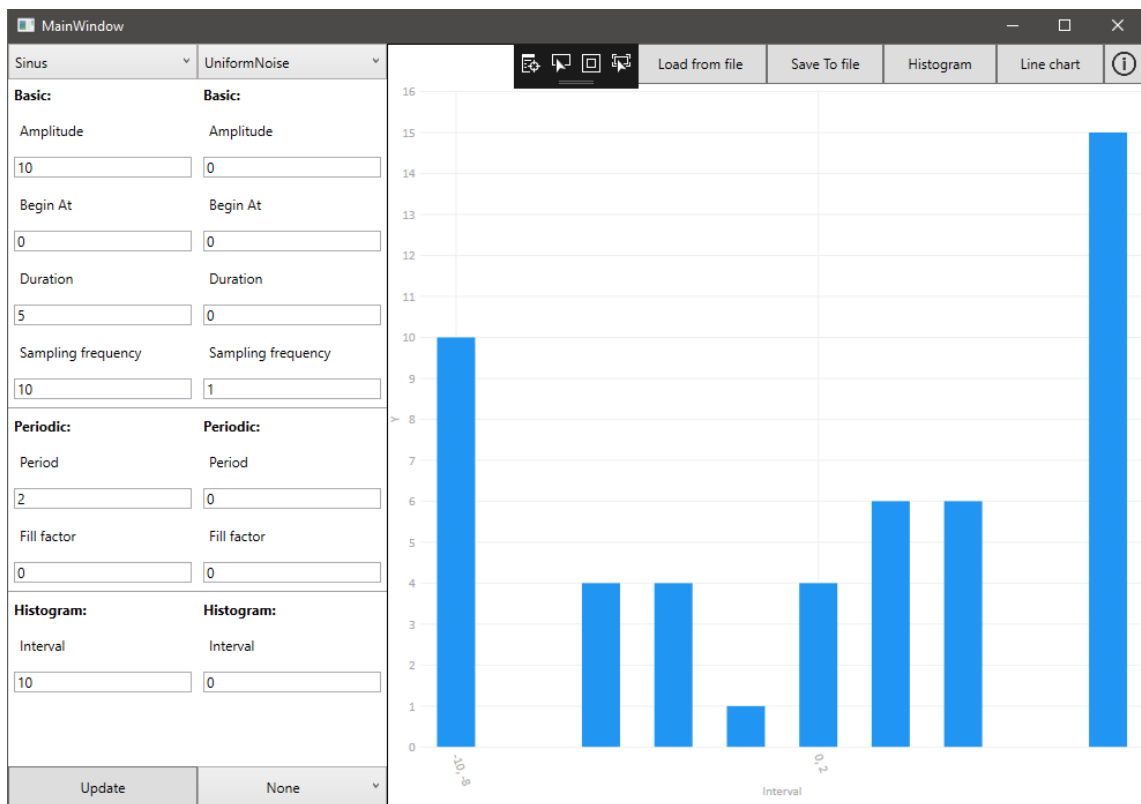 MainWindow
Sinus UniformNoise Load from file Save To file Histogram Line chart
Basic: Basic:
Amplitude Amplitude
10 0
Begin At Begin At
0 0
Duration Duration
5 0
Sampling frequency Sampling frequency
10 1
Periodic: Periodic:
Period Period
2 0
Fill factor Fill factor
0 0
Histogram: Histogram:
Interval Interval
10 0
Update None
16
15
14
13
12
11
10
9
8
7
6
5
4
3
2
1
0
Y
-10, -8 0, 2
Interval